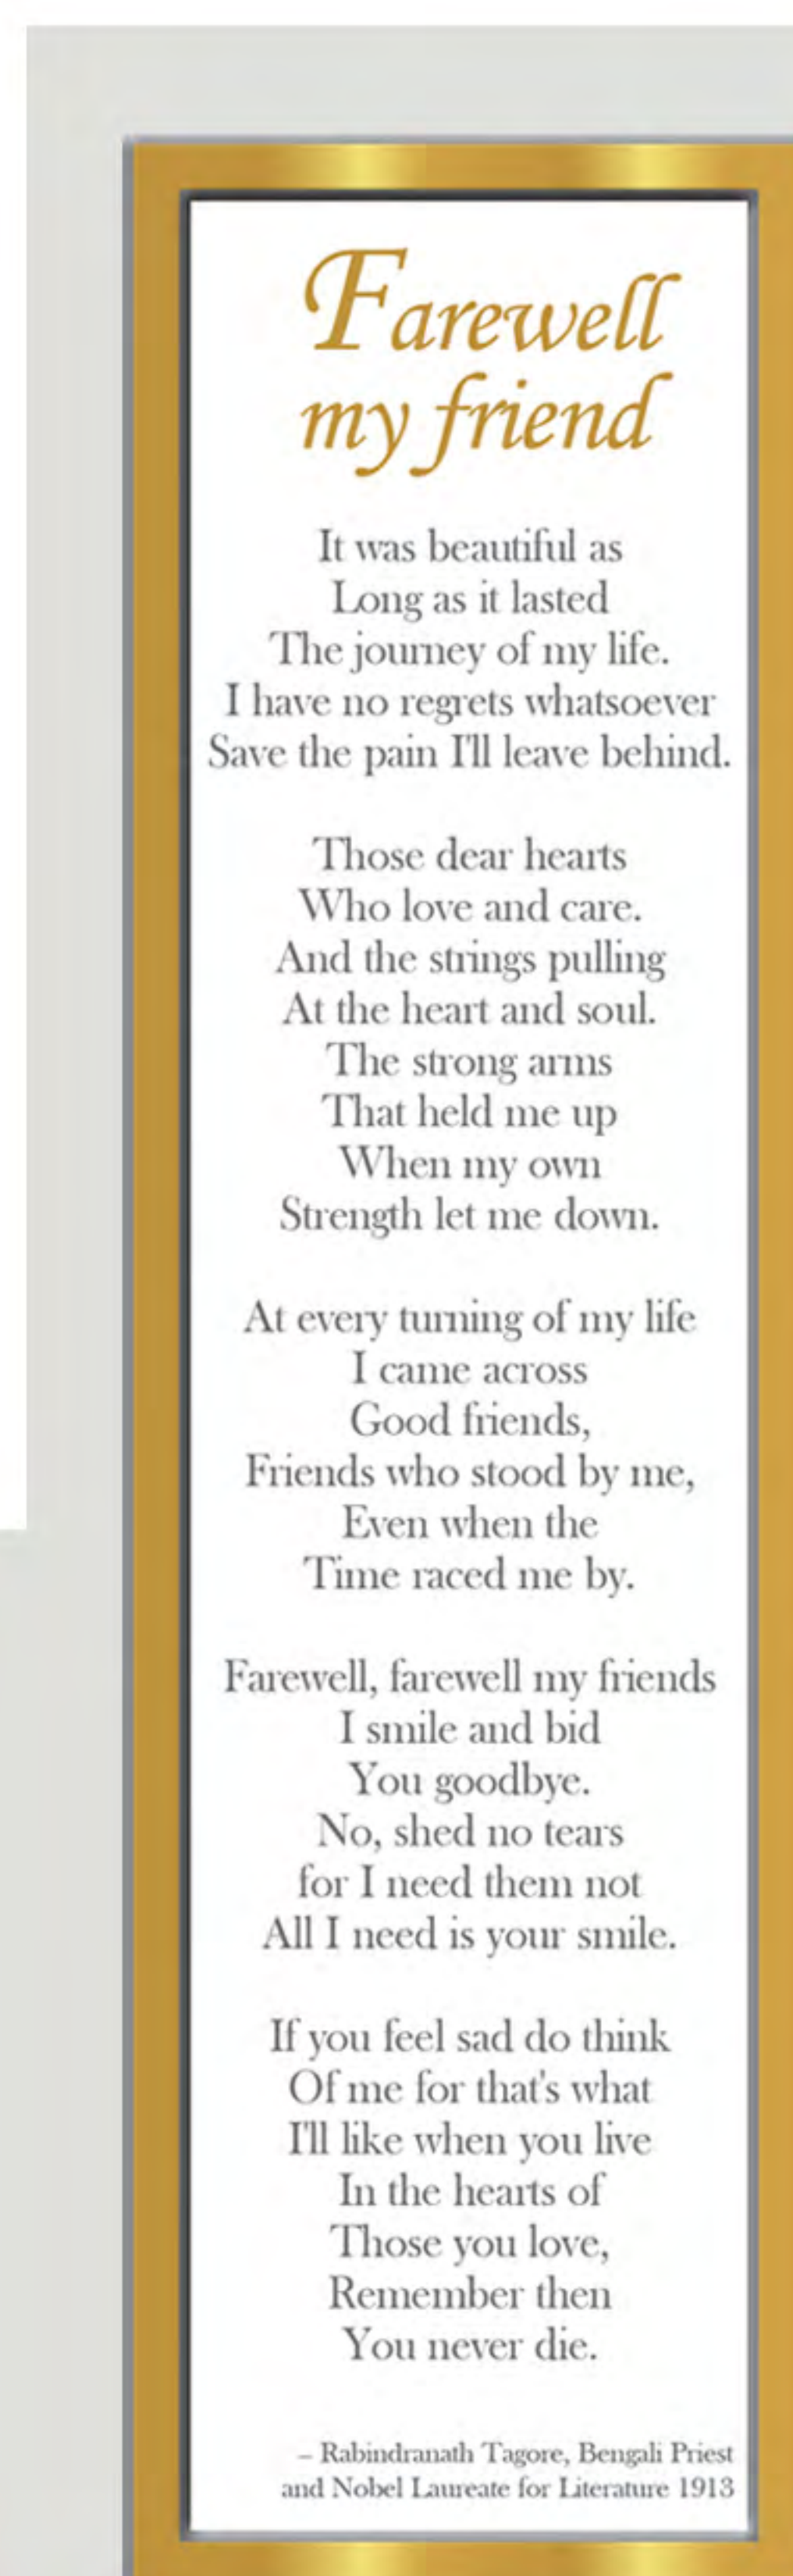 Farewell
my friend
It was beautiful as
Long as it lasted
The journey of my life.
I have no regrets whatsoever
Save the pain I'll leave behind.
Those dear hearts
Who love and care.
And the strings pulling
At the heart and soul.
The strong arms
That held me up
When my own
Strength let me down.
At every turning of my life
I came across
Good friends,
Friends who stood by me,
Even when the
Time raced me by.
Farewell, farewell my friends
I smile and bid
You goodbye.
No, shed no tears
for I need them not
All I need is your smile.
If you feel sad do think
Of me for that's what
I'll like when you live
In the hearts of
Those you love,
Remember then
You never die.
– Rabindranath Tagore, Bengali Priest
and Nobel Laureate for Literature 1913